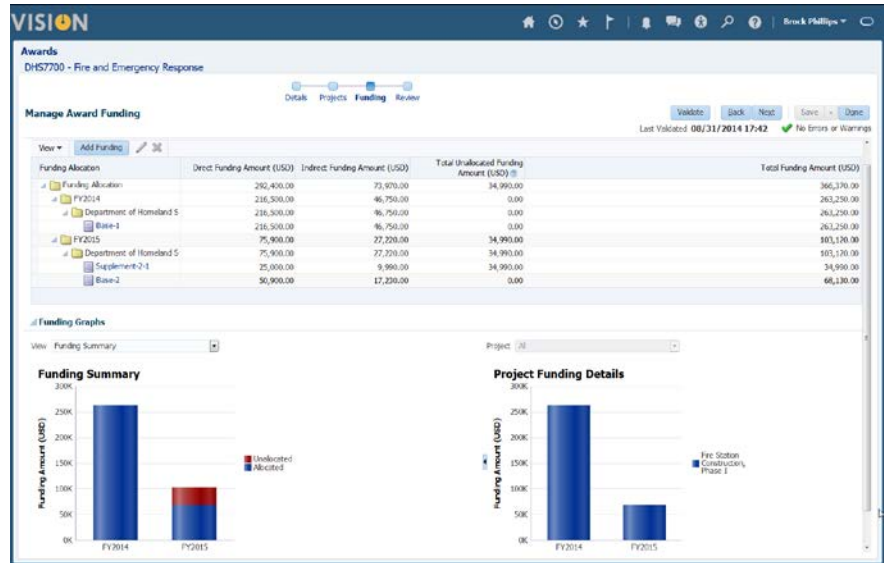 VISION
Brock Phillips
Awards
DHS7700 - Fire and Emergency Response
Details Projects Funding Review
Manage Award Funding
Validate Back Next Save Done
Last Validated 08/31/2014 17:42 No Errors or Warnings
View Add Funding
Funding Allocation Direct Funding Amount (USD) Indirect Funding Amount (USD) Total Unallocated Funding Amount (USD) Total Funding Amount (USD)
Funding Allocation 292,400.00 73,970.00 34,990.00 366,370.00
FY2014 216,500.00 46,750.00 0.00 263,250.00
Department of Homeland S 216,500.00 46,750.00 0.00 263,250.00
Base-1 216,500.00 46,750.00 0.00 263,250.00
FY2015 75,900.00 27,220.00 34,990.00 103,120.00
Department of Homeland S 75,900.00 27,220.00 34,990.00 103,120.00
Supplement-2-1 25,000.00 9,990.00 34,990.00 34,990.00
Base-2 50,900.00 17,230.00 0.00 68,130.00
Funding Graphs
View Funding Summary Project All
Funding Summary
300K
250K
200K
150K
100K
50K
0K
Funding Amount (USD)
FY2014 FY2015
Unallocated
Allocated
Project Funding Details
300K
250K
200K
150K
100K
50K
0K
Funding Amount (USD)
FY2014 FY2015
Fire Station
Construction,
Phase 1